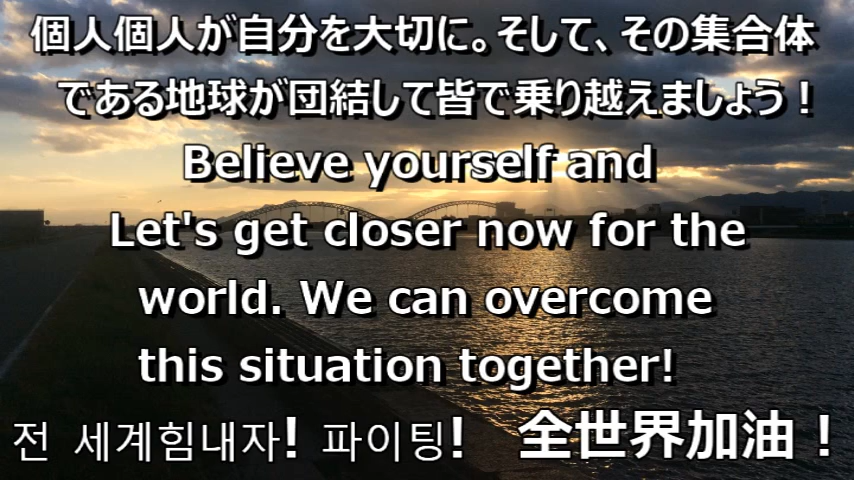 個人個人が自分を大切に。そして、その集合体
である地球が団結して皆で乗り越えましょう！
Believe yourself and
Let's get closer now for the
world. We can overcome
this situation together!
전 세계힘내자! 파이팅! 全世界加油！